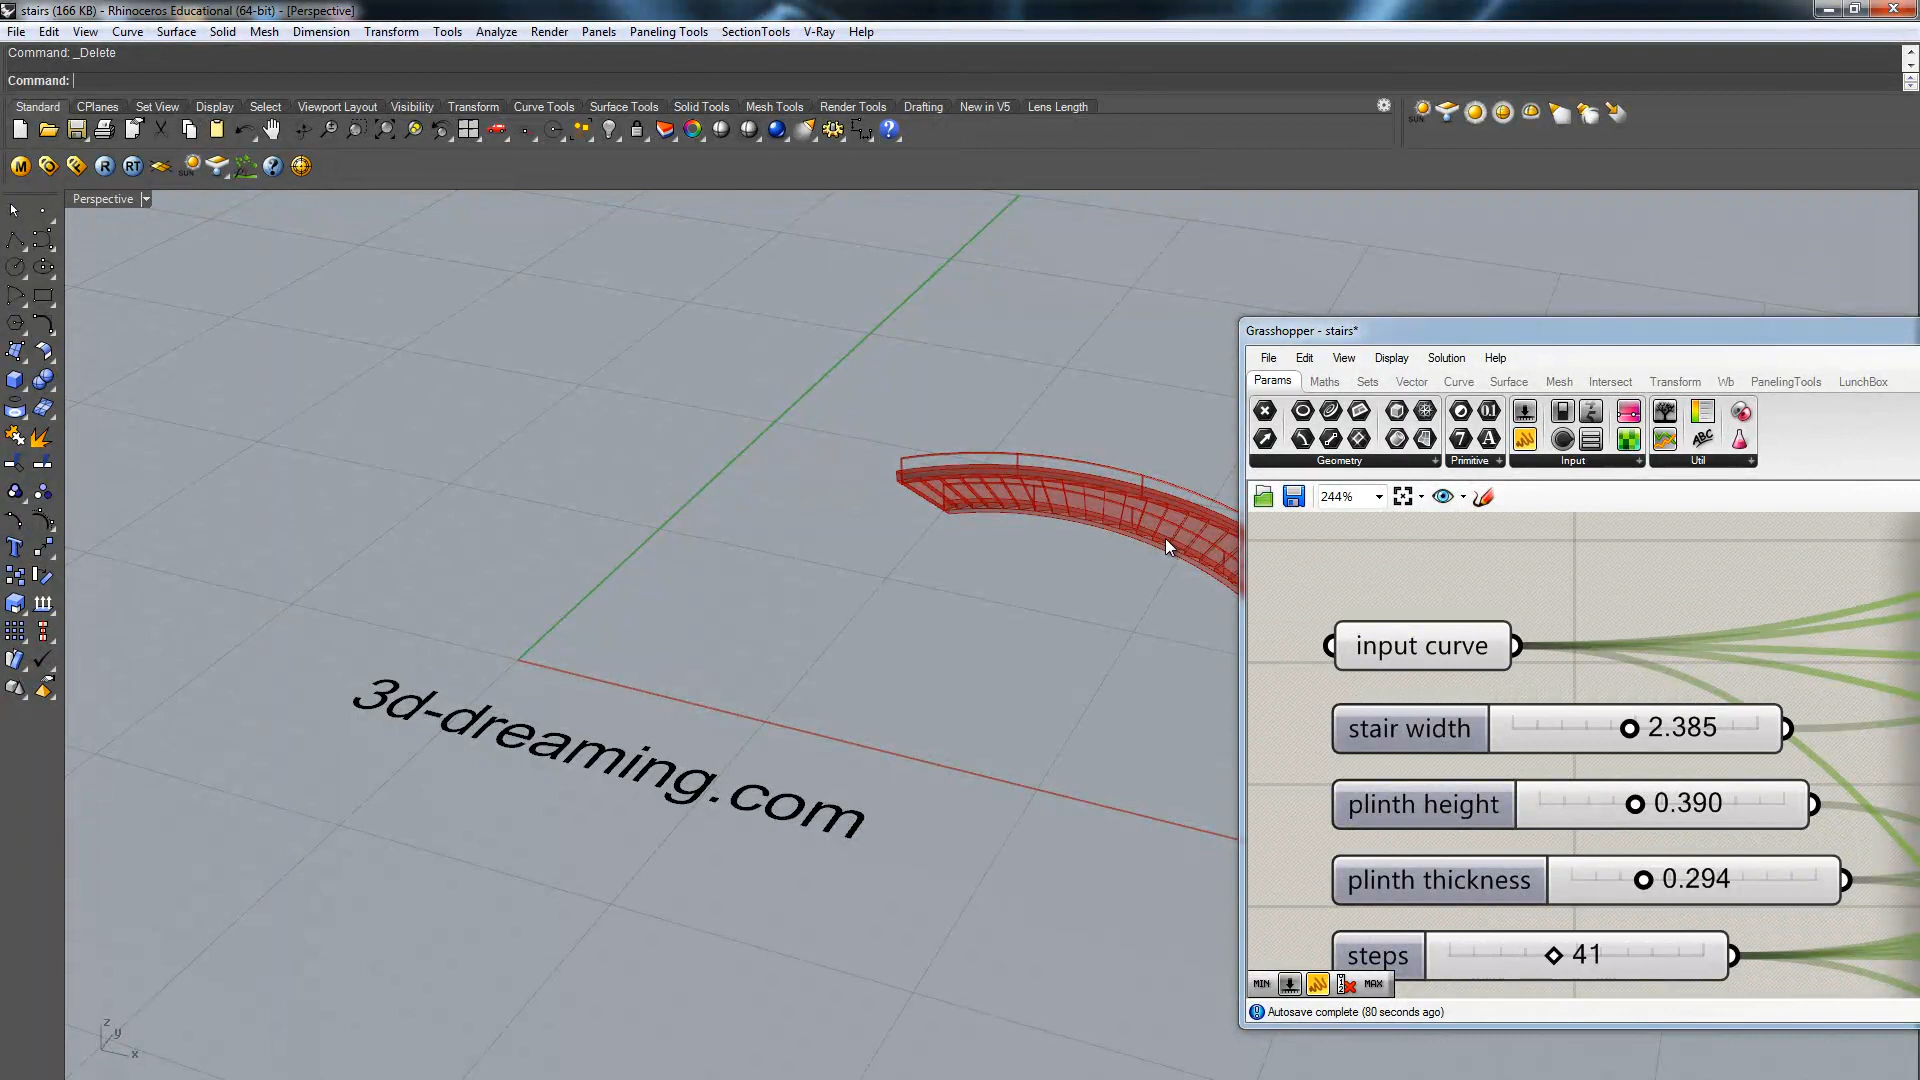 stairs (166 KB) - Rhinoceros Educational (64-bit) - [Perspective]
File Edit View Curve Surface Solid Mesh Dimension Transform Tools Analyze Render Panels Paneling Tools SectionTools V-Ray Help
Command: _Delete
Command:
Standard CPlanes Set View Display Select Viewport Layout Visibility Transform Curve Tools Surface Tools Solid Tools Mesh Tools Render Tools Drafting New in V5 Lens Length
SUN
M R RT SUN
Perspective
Grasshopper - stairs*
File Edit View Display Solution Help
Params Maths Sets Vector Curve Surface Mesh Intersect Transform Wb PanelingTools LunchBox
Geometry Primitive Input Util
244%
input curve
stair width 2.385
plinth height 0.390
plinth thickness 0.294
steps 41
MIN MAX
Autosave complete (80 seconds ago)
3d-dreaming.com
z
y
x